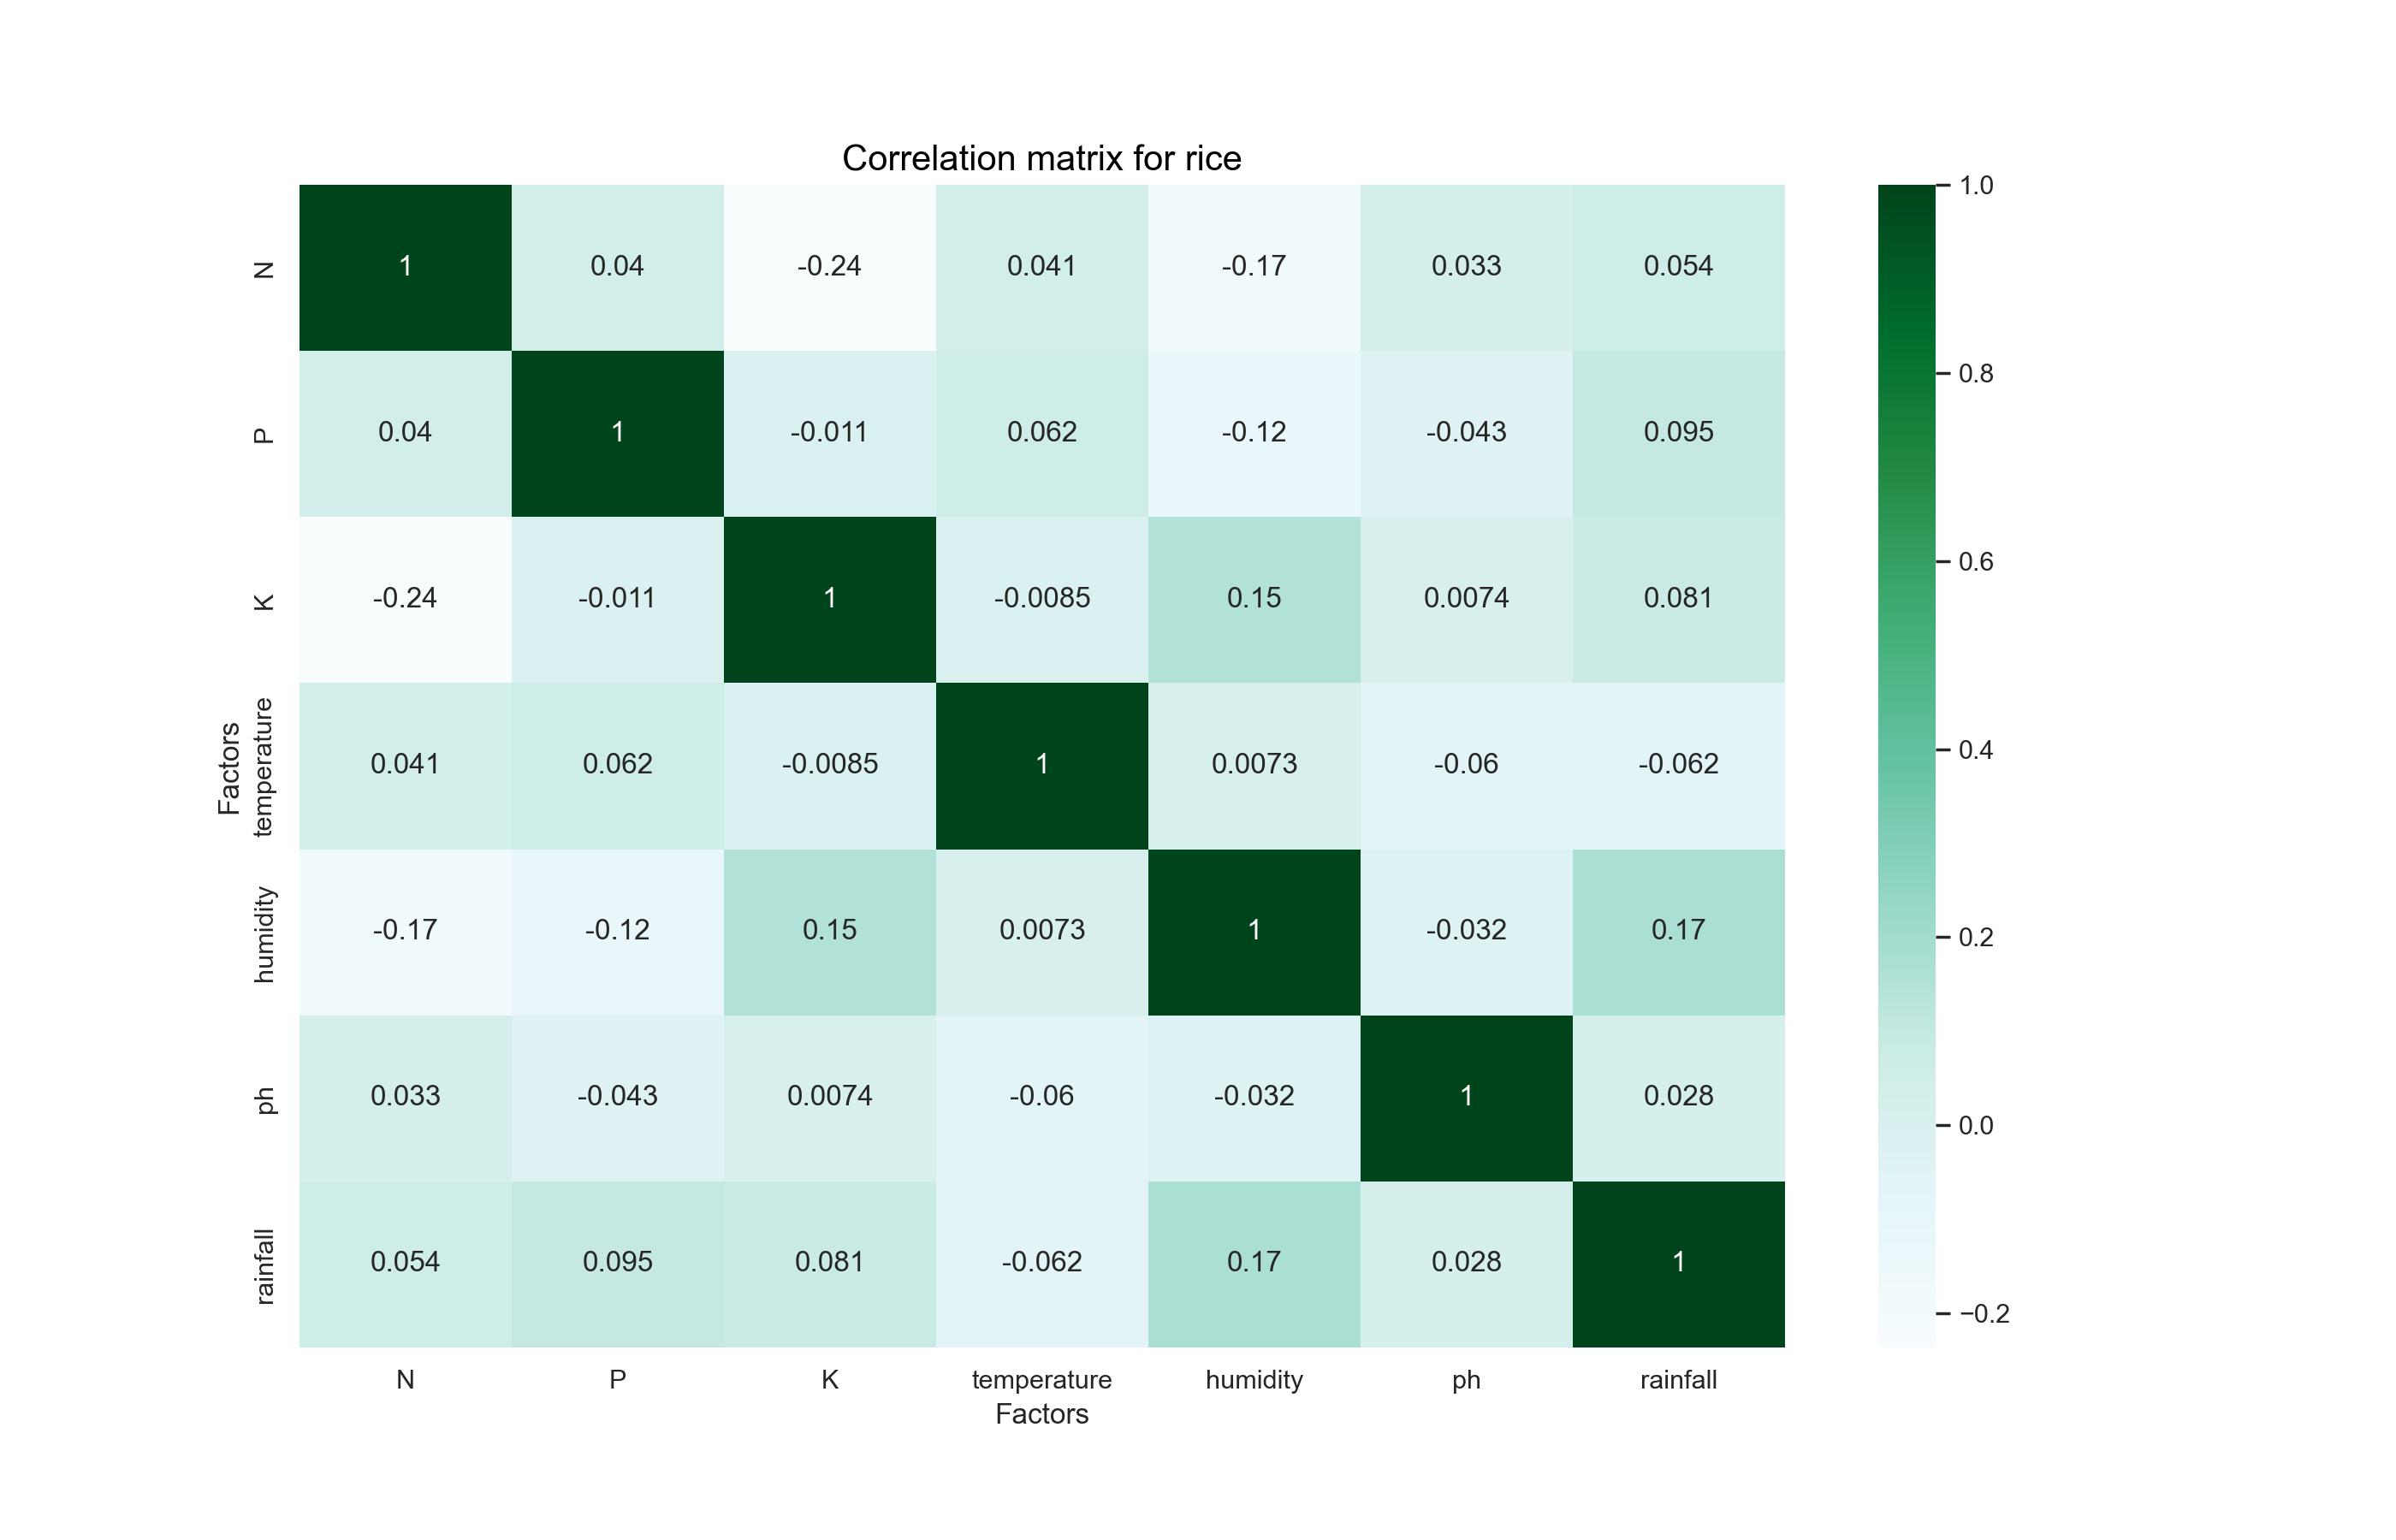 Correlation matrix for rice
N 1 0.04 -0.24 0.041 -0.17 0.033 0.054
P 0.04 1 -0.011 0.062 -0.12 -0.043 0.095
K -0.24 -0.011 1 -0.0085 0.15 0.0074 0.081
temperature 0.041 0.062 -0.0085 1 0.0073 -0.06 -0.062
humidity -0.17 -0.12 0.15 0.0073 1 -0.032 0.17
ph 0.033 -0.043 0.0074 -0.06 -0.032 1 0.028
rainfall 0.054 0.095 0.081 -0.062 0.17 0.028 1
Factors
N P K temperature humidity ph rainfall
Factors
1.0
0.8
0.6
0.4
0.2
0.0
−0.2